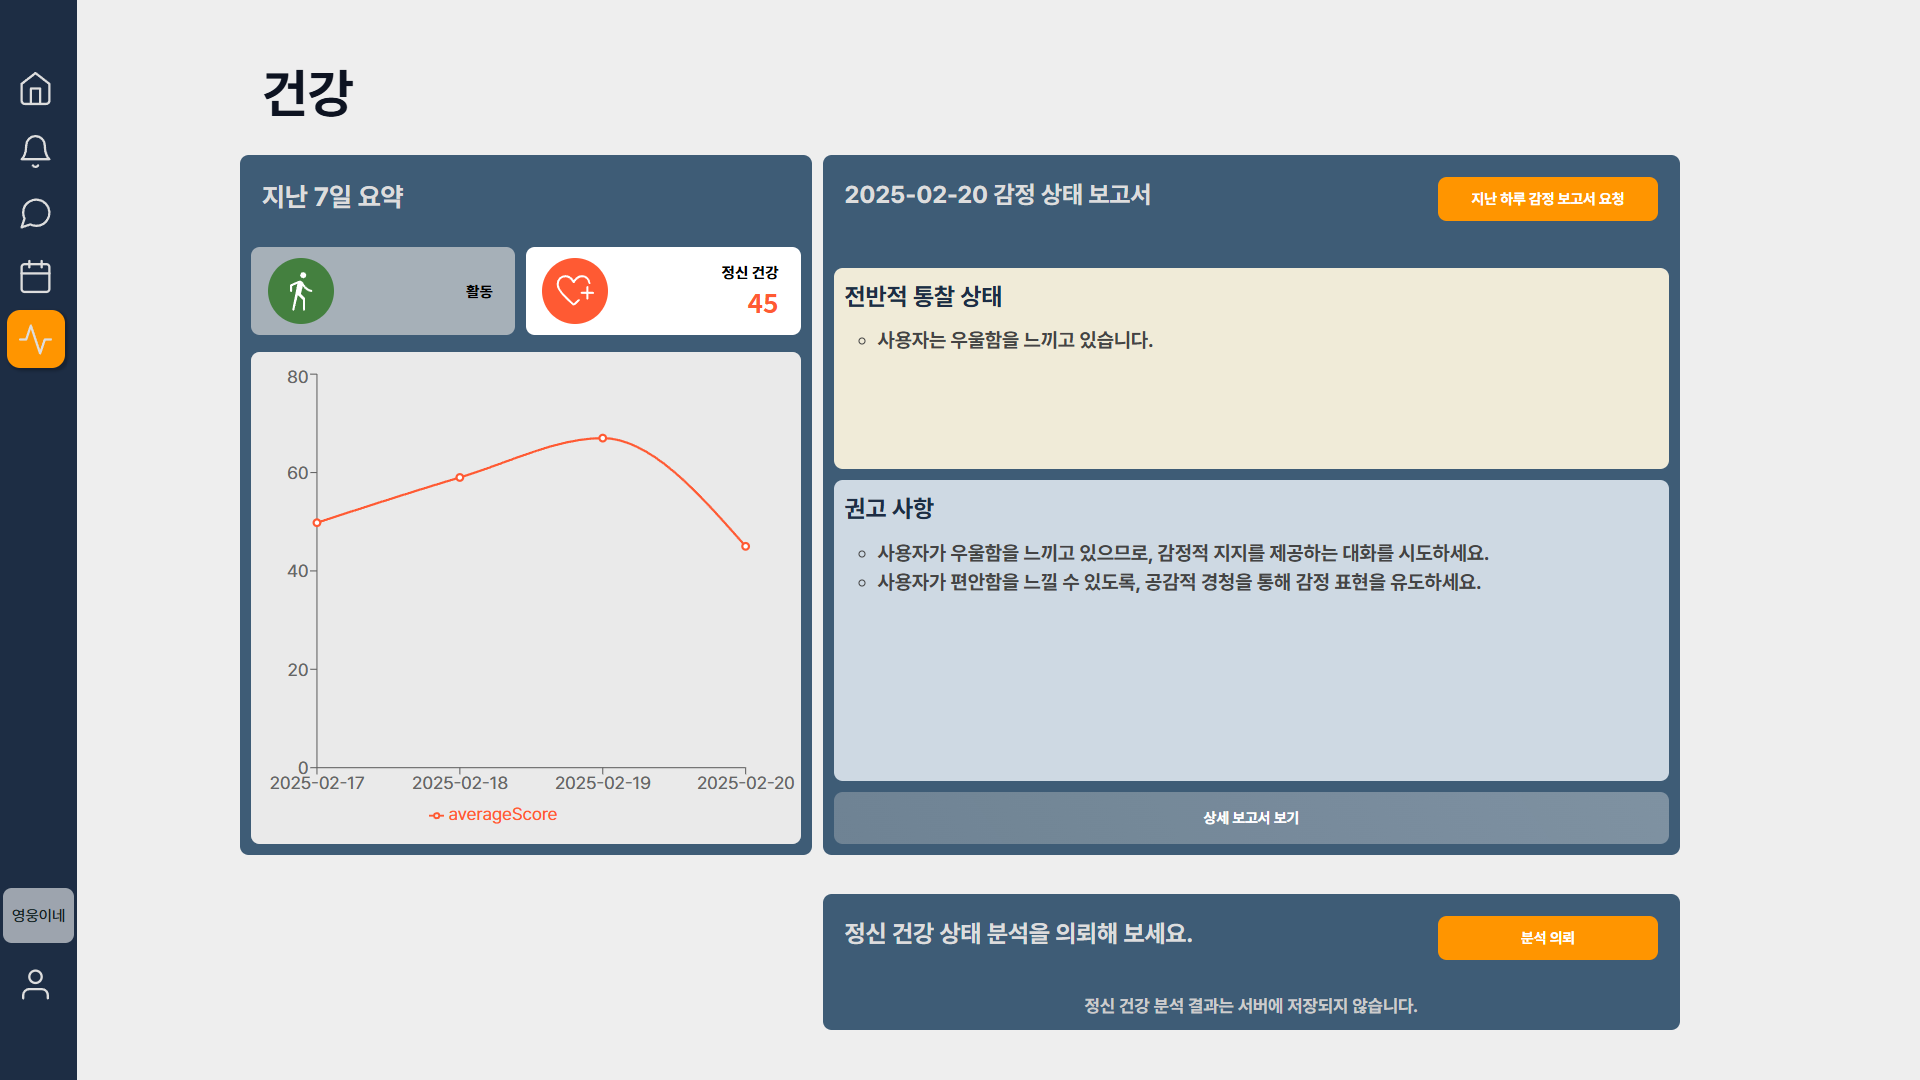 건강
지난 7일 요약
활동
정신 건강
45
80
60
40
20
0
2025-02-17
2025-02-18
2025-02-19
2025-02-20
averageScore
2025-02-20 감정 상태 보고서
지난 하루 감정 보고서 요청
전반적 통찰 상태
사용자는 우울함을 느끼고 있습니다.
권고 사항
사용자가 우울함을 느끼고 있으므로, 감정적 지지를 제공하는 대화를 시도하세요.
사용자가 편안함을 느낄 수 있도록, 공감적 경청을 통해 감정 표현을 유도하세요.
상세 보고서 보기
정신 건강 상태 분석을 의뢰해 보세요.
분석 의뢰
정신 건강 분석 결과는 서버에 저장되지 않습니다.
영웅이네